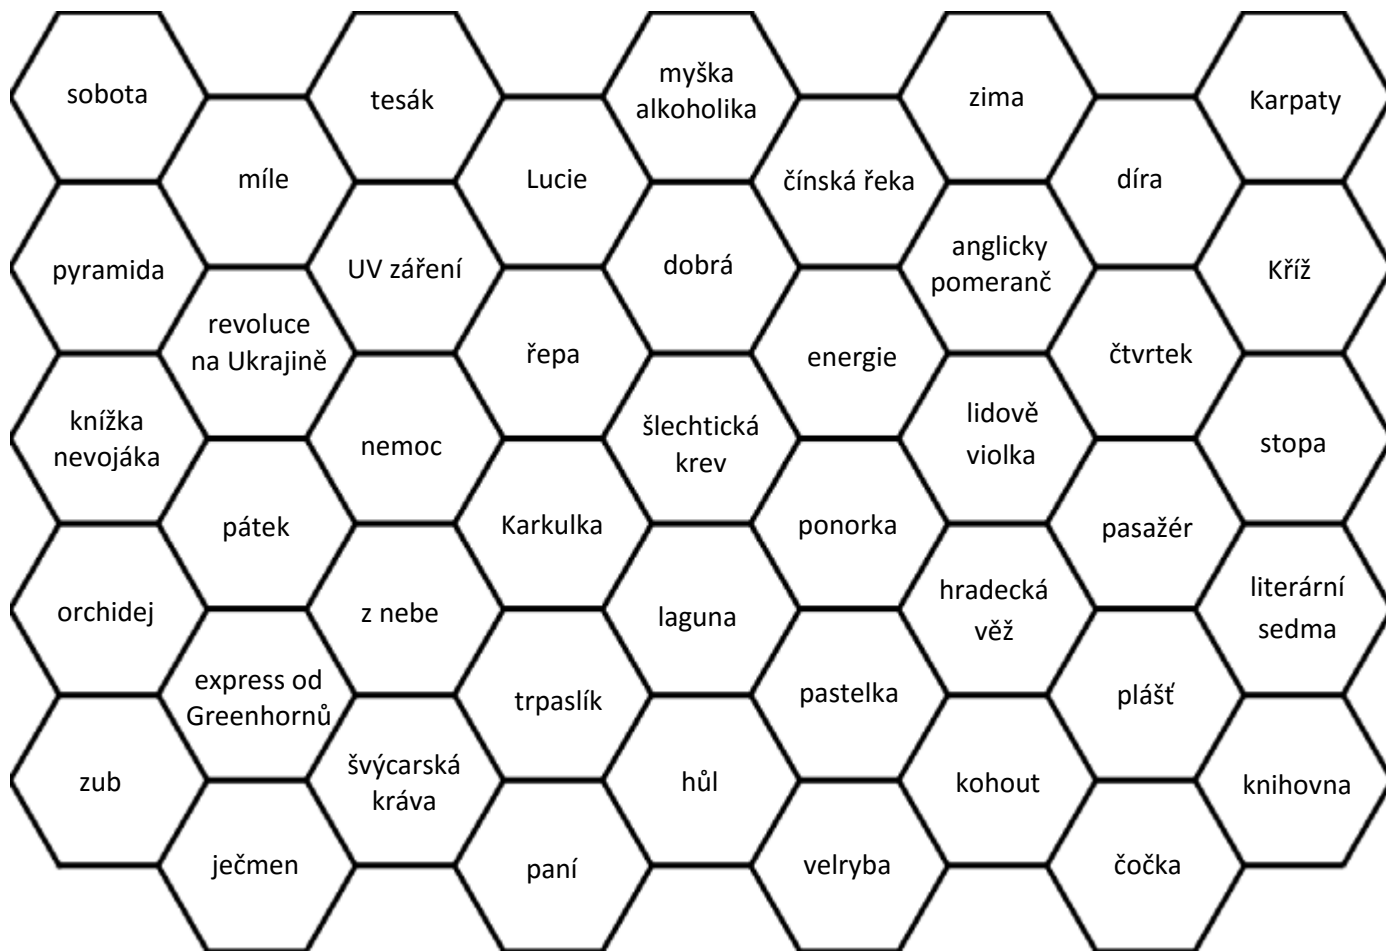 sobota
tesák
myška
alkoholika
zima
Karpaty
míle
Lucie
čínská řeka
díra
pyramida
UV záření
dobrá
anglicky
pomeranč
Kříž
revoluce
na Ukrajině
řepa
energie
čtvrtek
knížka
nevojáka
nemoc
šlechtická
krev
lidově
violka
stopa
pátek
Karkulka
ponorka
pasažér
orchidej
z nebe
laguna
hradecká
věž
literární
sedma
express od
Greenhornů
trpaslík
pastelka
plášť
zub
švýcarská
kráva
hůl
kohout
knihovna
ječmen
paní
velryba
čočka